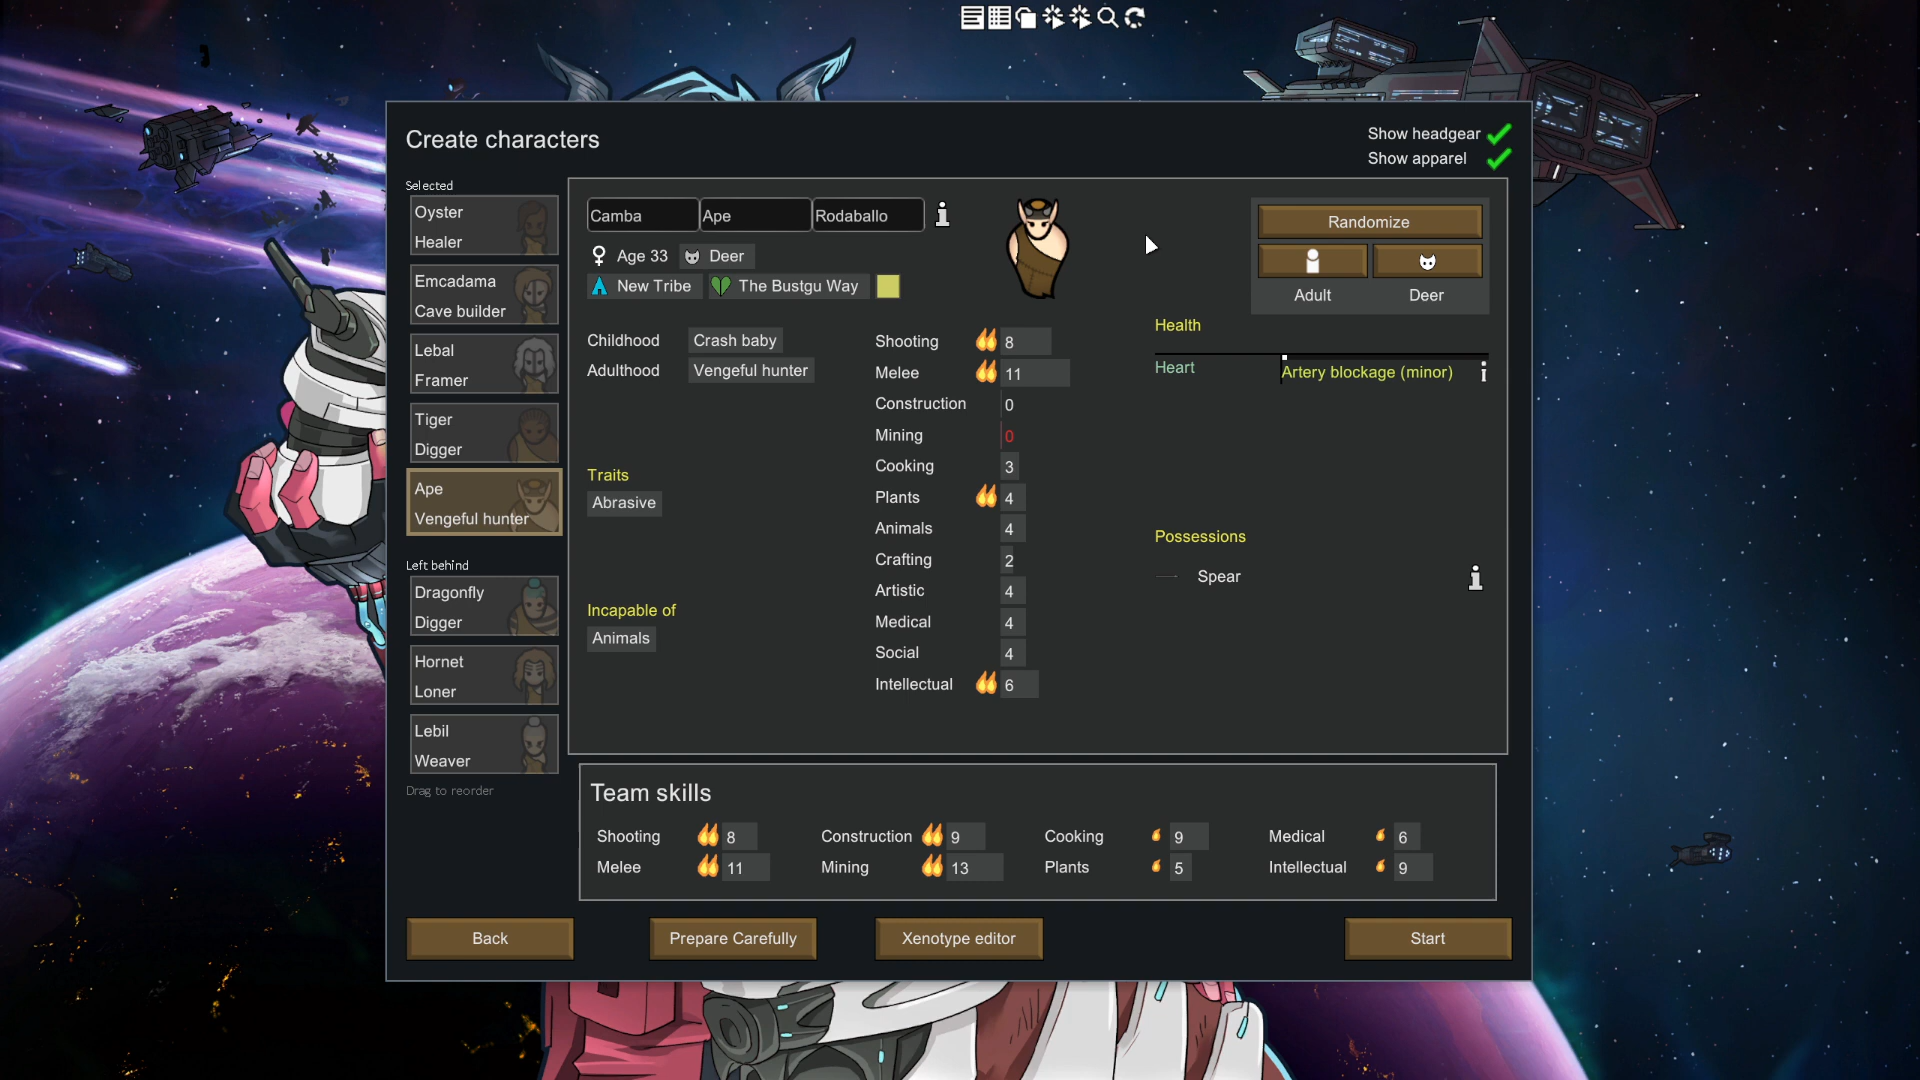 Create characters
Show headgear
Show apparel
Selected
Oyster
Healer
Emcadama
Cave builder
Lebal
Framer
Tiger
Digger
Ape
Vengeful hunter
Left behind
Dragonfly
Digger
Hornet
Loner
Lebil
Weaver
Drag to reorder
Camba Ape Rodaballo
Age 33 Deer
New Tribe The Bustgu Way
Childhood Crash baby
Adulthood Vengeful hunter
Traits
Abrasive
Incapable of
Animals
Shooting 8
Melee 11
Construction 0
Mining 0
Cooking 3
Plants 4
Animals 4
Crafting 2
Artistic 4
Medical 4
Social 4
Intellectual 6
Randomize
Adult Deer
Health
Heart Artery blockage (minor)
Possessions
Spear
Team skills
Shooting 8 Construction 9 Cooking 9 Medical 6
Melee 11 Mining 13 Plants 5 Intellectual 9
Back Prepare Carefully Xenotype editor Start